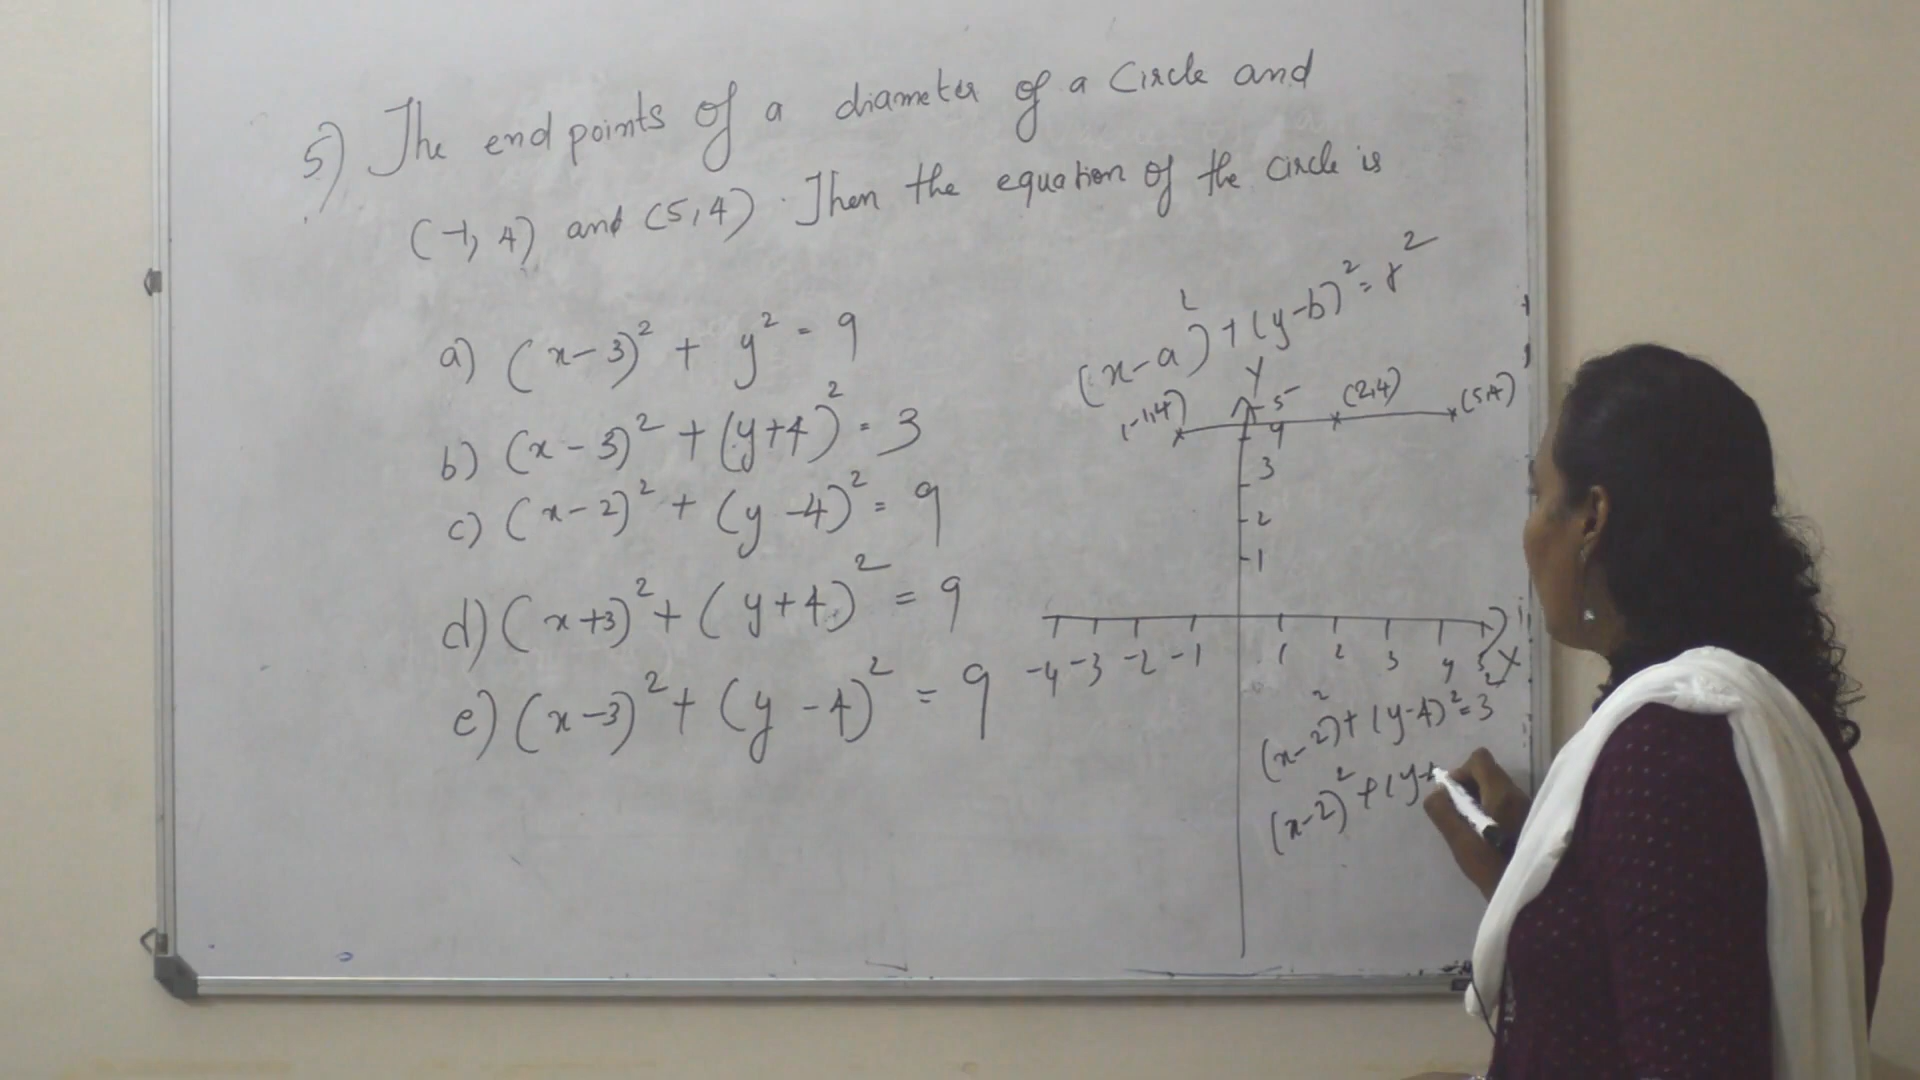 5) The end points of a diameter of a Circle and
(-1, 4) and (5, 4). Then the equation of the circle is
a) (x-3)² + y² = 9
b) (x-3)² + (y+4)² = 3
c) (x-2)² + (y-4)² = 9
d) (x+3)² + (y+4)² = 9
e) (x-3)² + (y-4)² = 9
(x-a)² + (y-b)² = r²
Y
(-1,4) (2,4) (5,4)
5
4
3
2
1
-4 -3 -2 -1 1 2 3 4 5 X
(x-2)² + (y-4)² = 3²
(x-2)² + (y-